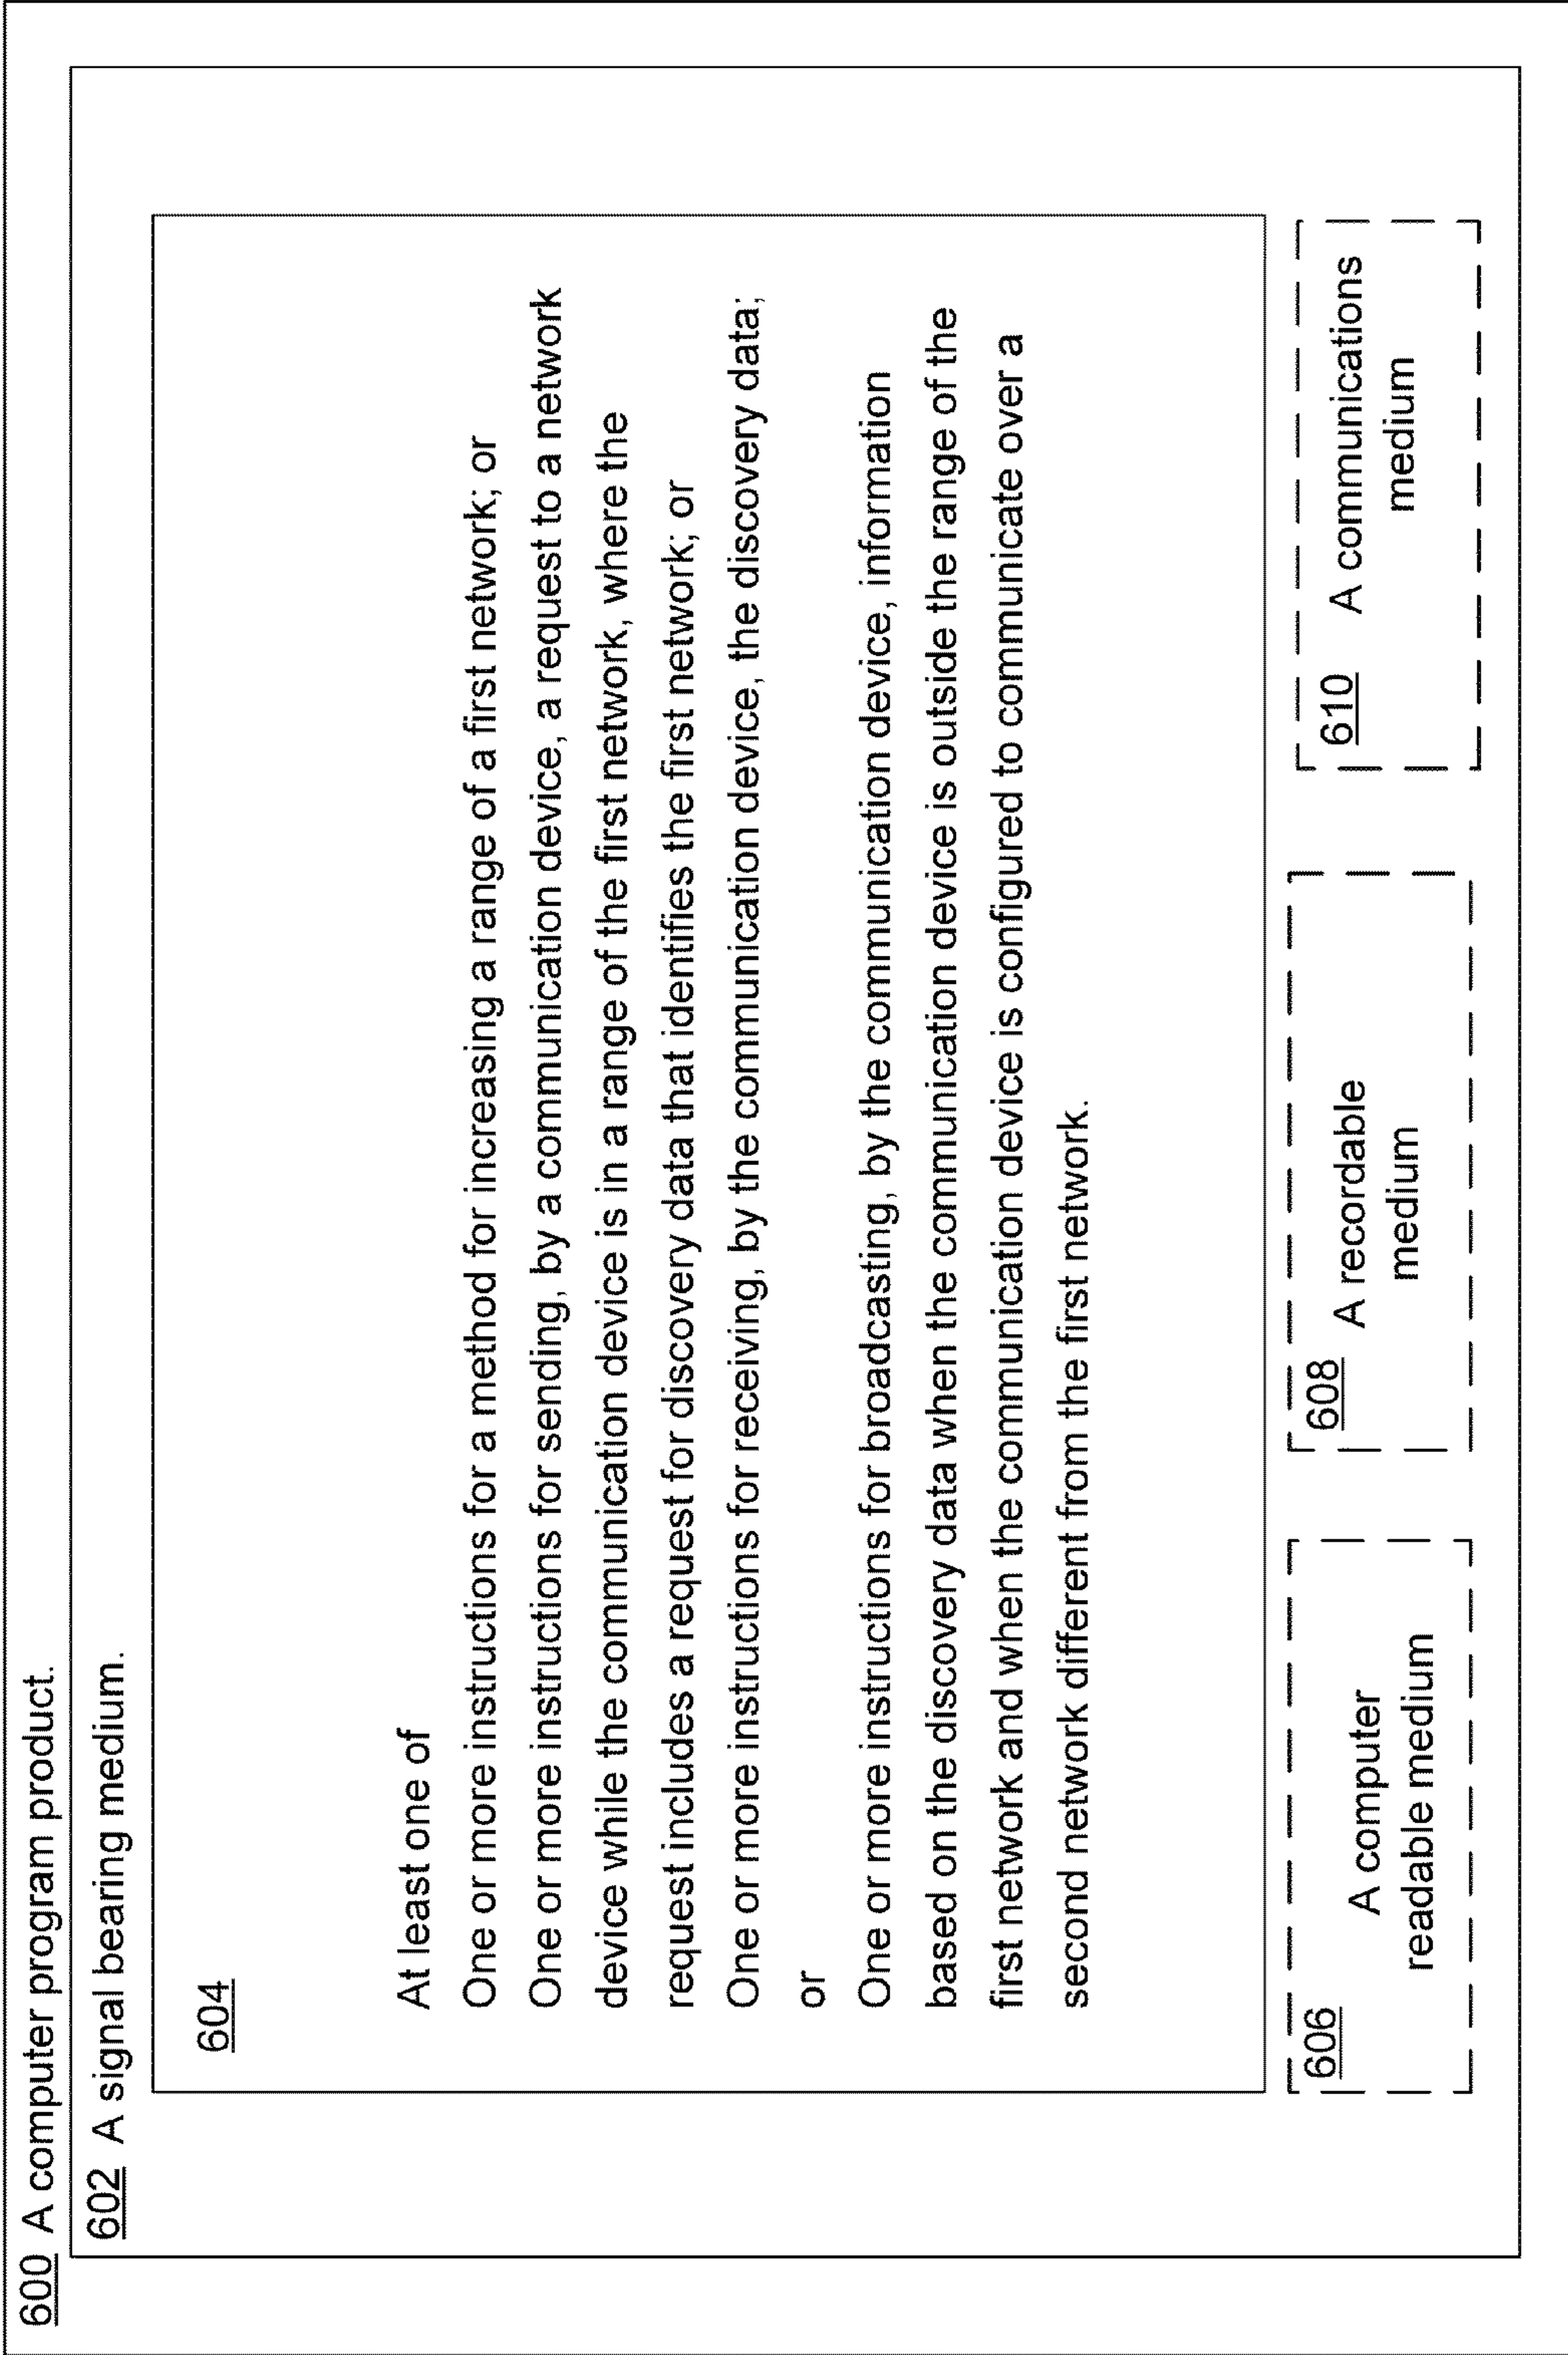 600 A computer program product.
602 A signal bearing medium.
604
At least one of
One or more instructions for a method for increasing a range of a first network; or
One or more instructions for sending, by a communication device, a request to a network
device while the communication device is in a range of the first network, where the
request includes a request for discovery data that identifies the first network; or
One or more instructions for receiving, by the communication device, the discovery data;
or
One or more instructions for broadcasting, by the communication device, information
based on the discovery data when the communication device is outside the range of the
first network and when the communication device is configured to communicate over a
second network different from the first network.
606
A computer
readable medium
608
A recordable
medium
610
A communications
medium